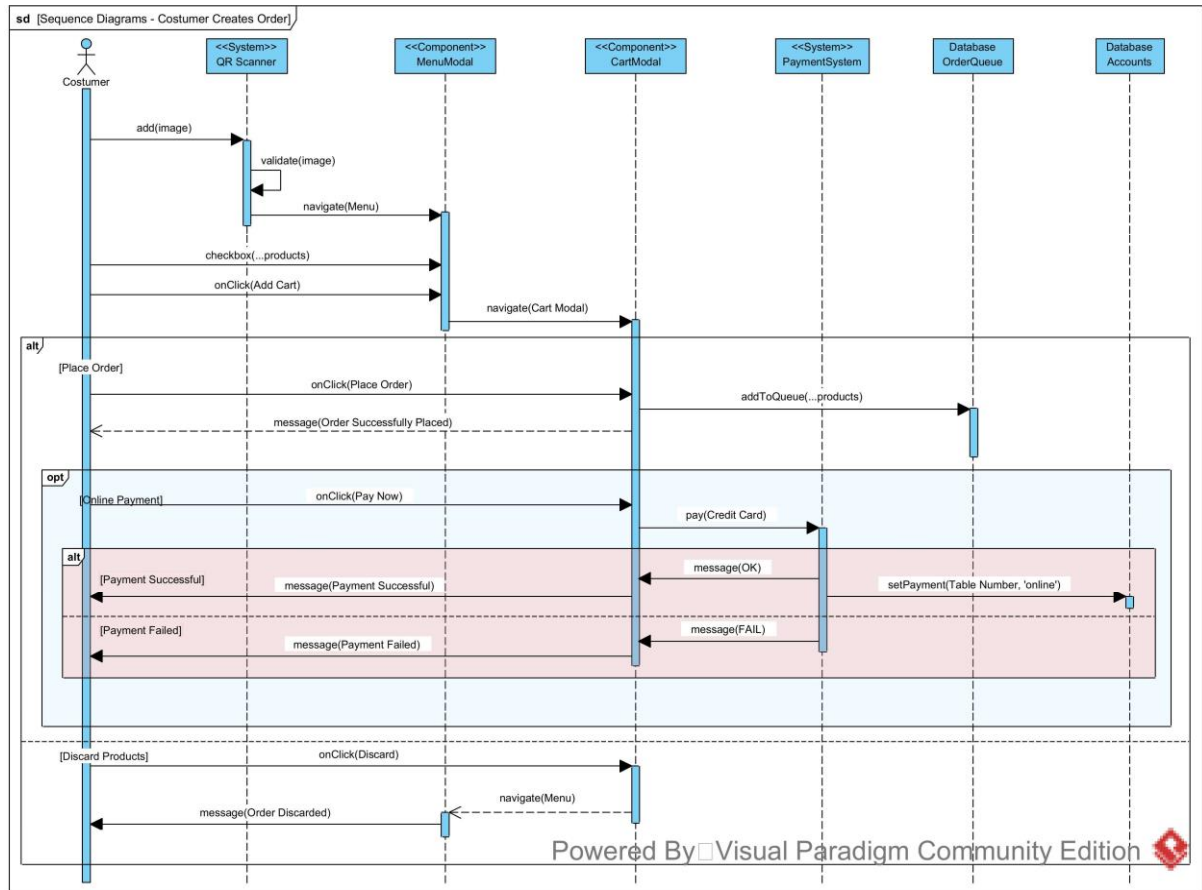 sd [Sequence Diagrams - Costumer Creates Order]
Costumer
<<System>>
QR Scanner
<<Component>>
MenuModal
<<Component>>
CartModal
<<System>>
PaymentSystem
Database
OrderQueue
Database
Accounts
add(image)
validate(image)
navigate(Menu)
checkbox(...products)
onClick(Add Cart)
navigate(Cart Modal)
alt
[Place Order]
onClick(Place Order)
addToQueue(...products)
message(Order Successfully Placed)
opt
[Online Payment]
onClick(Pay Now)
pay(Credit Card)
alt
[Payment Successful]
message(OK)
message(Payment Successful)
setPayment(Table Number, 'online')
[Payment Failed]
message(FAIL)
message(Payment Failed)
[Discard Products]
onClick(Discard)
navigate(Menu)
message(Order Discarded)
Powered By□Visual Paradigm Community Edition